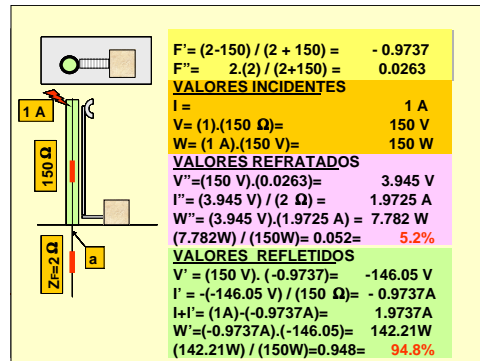 F'= (2-150) / (2 + 150) = - 0.9737
F"= 2.(2) / (2+150) = 0.0263
VALORES INCIDENTES
I = 1 A
V= (1).(150 Ω)= 150 V
W= (1 A).(150 V)= 150 W
VALORES REFRATADOS
V"=(150 V).(0.0263)= 3.945 V
I"= (3.945 V) / (2 Ω) = 1.9725 A
W"= (3.945 V).(1.9725 A) = 7.782 W
(7.782W) / (150W)= 0.052= 5.2%
VALORES REFLETIDOS
V' = (150 V). (-0.9737)= -146.05 V
I' = -(-146.05 V) / (150 Ω)= - 0.9737A
I+I'= (1A)-(-0.9737A)= 1.9737A
W'=(-0.9737A).(-146.05)= 142.21W
(142.21W) / (150W)=0.948= 94.8%
1 A
150 Ω
a
ZF=2 Ω